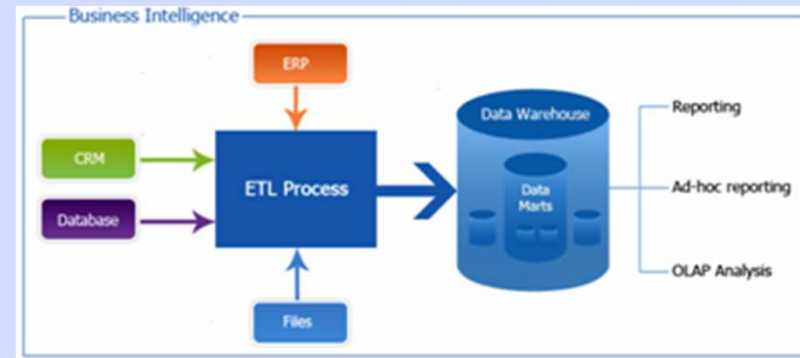 Business Intelligence
ERP
CRM
Database
ETL Process
Files
Data Warehouse
Data
Marts
Reporting
Ad-hoc reporting
OLAP Analysis